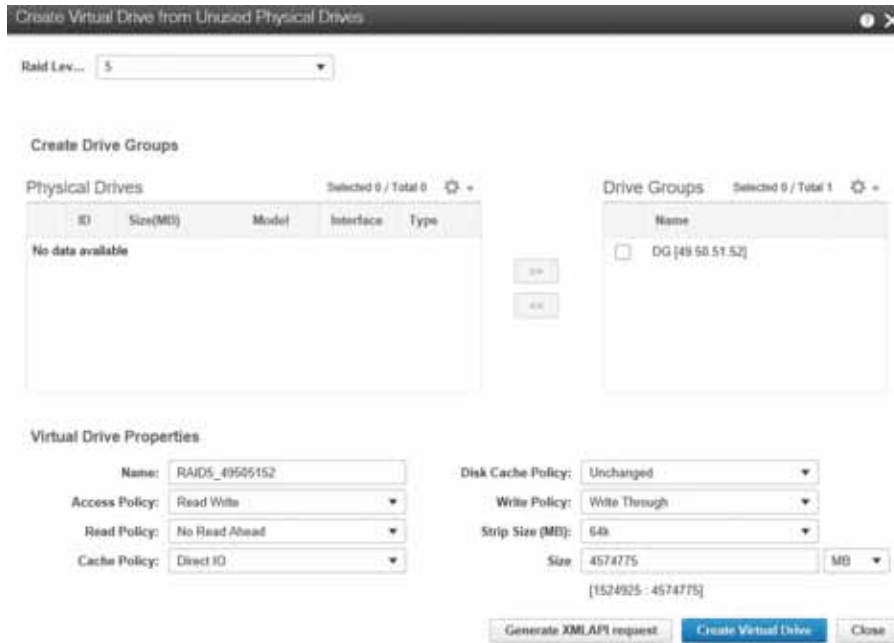 Create Virtual Drive from Unused Physical Drives
Raid Lev... 5
Create Drive Groups
Physical Drives Selected 0 / Total 0
ID Size(MB) Model Interface Type
No data available
>>
<<
Drive Groups Selected 0 / Total 1
Name
DG [49.50.51.52]
Virtual Drive Properties
Name: RAID5_49505152
Access Policy: Read Write
Read Policy: No Read Ahead
Cache Policy: Direct IO
Disk Cache Policy: Unchanged
Write Policy: Write Through
Strip Size (MB): 64k
Size 4574775 MB
[1524925 : 4574775]
Generate XMLAPI request Create Virtual Drive Close